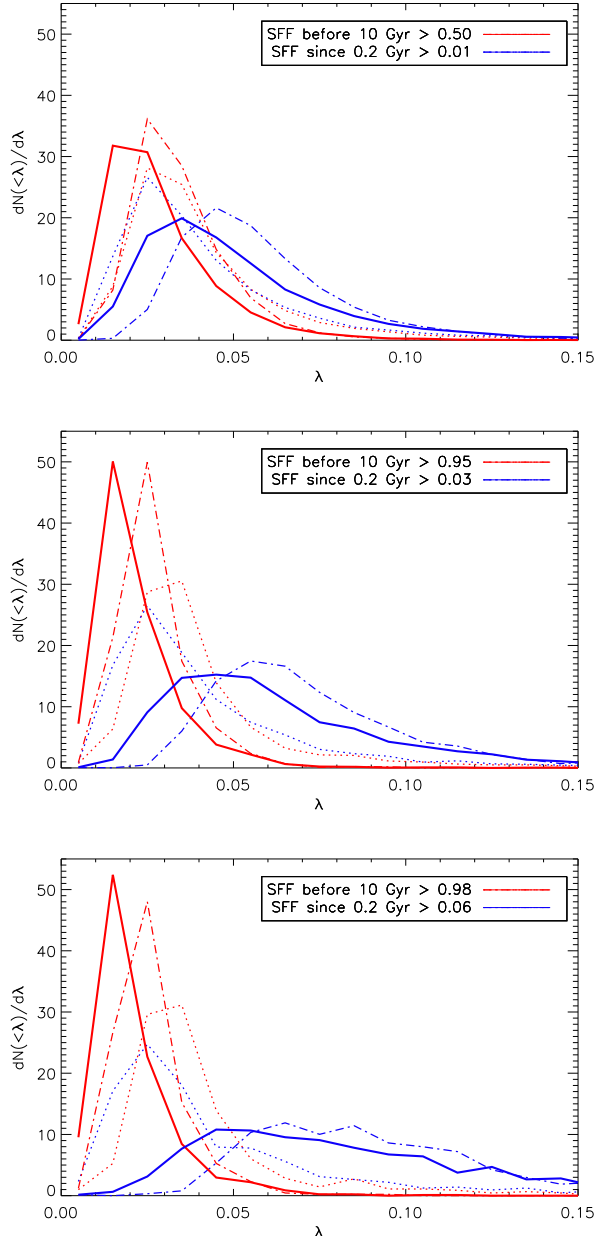 SFF before 10 Gyr > 0.50
SFF since 0.2 Gyr > 0.01
50
40
30
20
10
0
dN(<λ)/dλ
0.00 0.05 0.10 0.15
λ
SFF before 10 Gyr > 0.95
SFF since 0.2 Gyr > 0.03
50
40
30
20
10
0
dN(<λ)/dλ
0.00 0.05 0.10 0.15
λ
SFF before 10 Gyr > 0.98
SFF since 0.2 Gyr > 0.06
50
40
30
20
10
0
dN(<λ)/dλ
0.00 0.05 0.10 0.15
λ